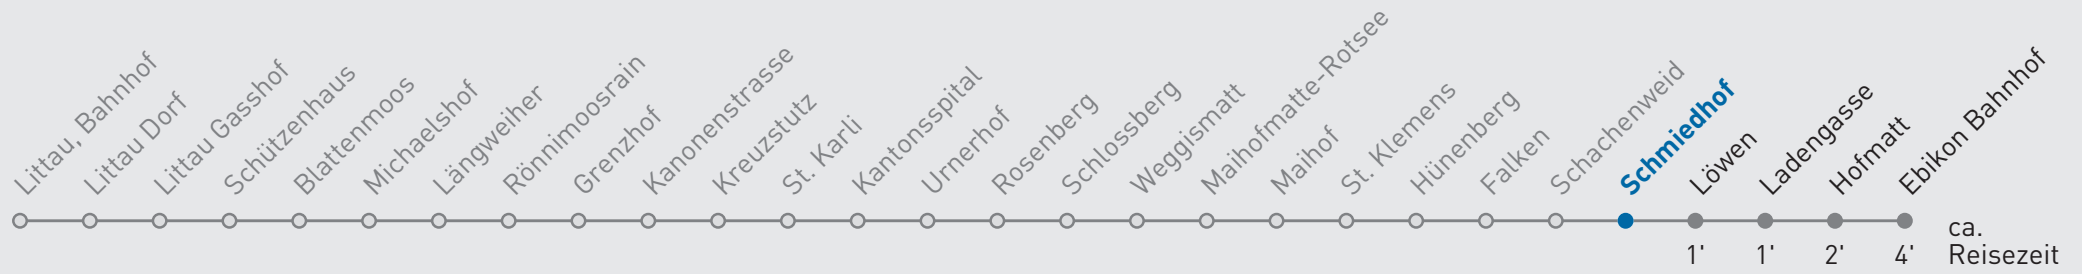 Littau, Bahnhof
Littau Dorf
Littau Gasshof
Schützenhaus
Blattenmoos
Michaelshof
Längweiher
Rönnimoosrain
Grenzhof
Kanonenstrasse
Kreuzstutz
St. Karli
Kantonsspital
Urnerhof
Rosenberg
Schlossberg
Weggismatt
Maihofmatte-Rotsee
Maihof
St. Klemens
Hünenberg
Falken
Schachenweid
Schmiedhof
Löwen
Ladengasse
Hofmatt
Ebikon Bahnhof
1' 1' 2' 4'
ca.
Reisezeit